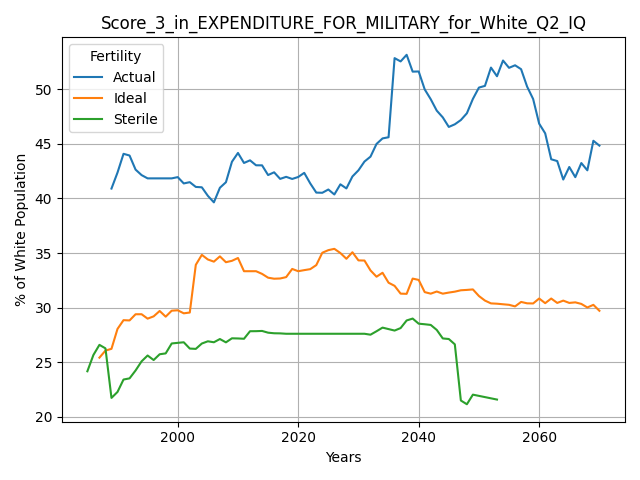 Score_3_in_EXPENDITURE_FOR_MILITARY_for_White_Q2_IQ
Fertility
Actual
Ideal
Sterile
% of White Population
50
45
40
35
30
25
20
2000
2020
2040
2060
Years